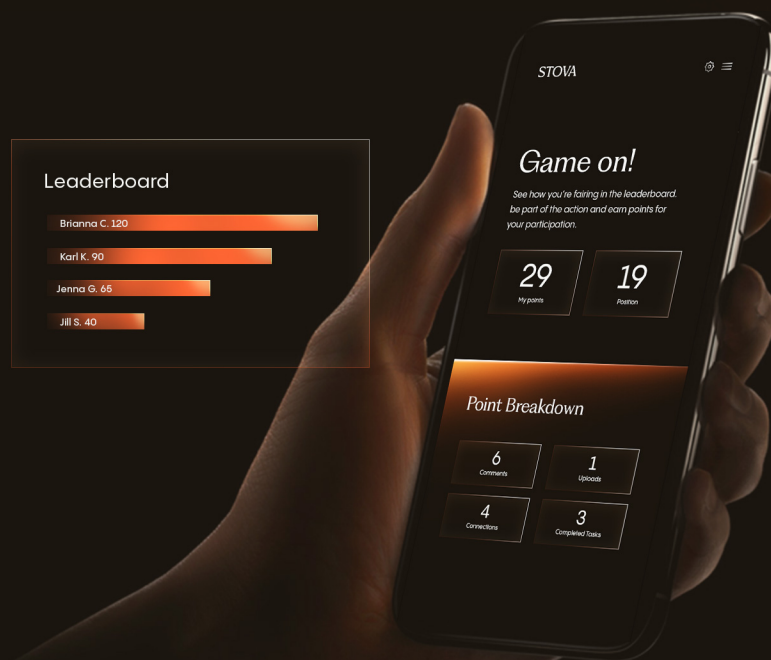 Leaderboard
Brianna C. 120
Karl K. 90
Jenna G. 65
Jill S. 40
STOVA
Game on!
See how you're fairing in the leaderboard.
be part of the action and earn points for
your participation.
29
My points
19
Position
Point Breakdown
6
Comments
1
Uploads
4
Connections
3
Completed Tasks